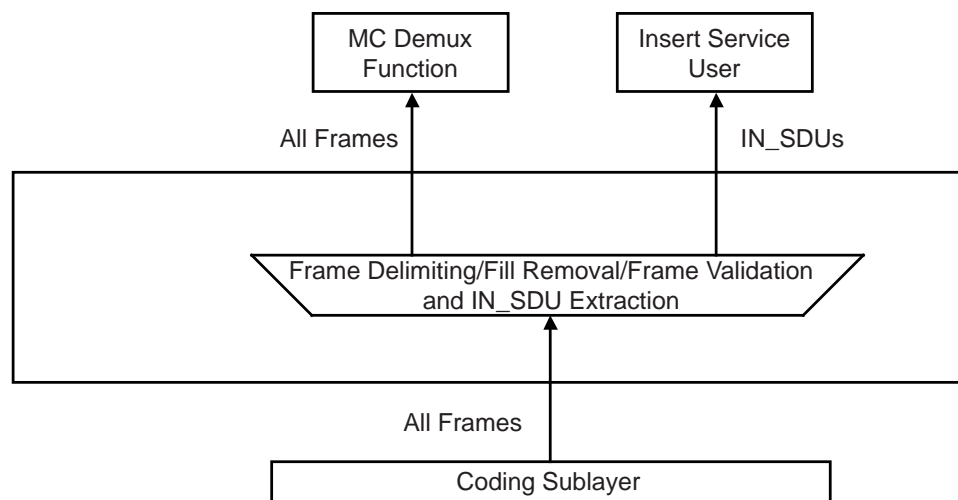 MC Demux
Function
Insert Service
User
All Frames
IN_SDUs
Frame Delimiting/Fill Removal/Frame Validation
and IN_SDU Extraction
All Frames
Coding Sublayer